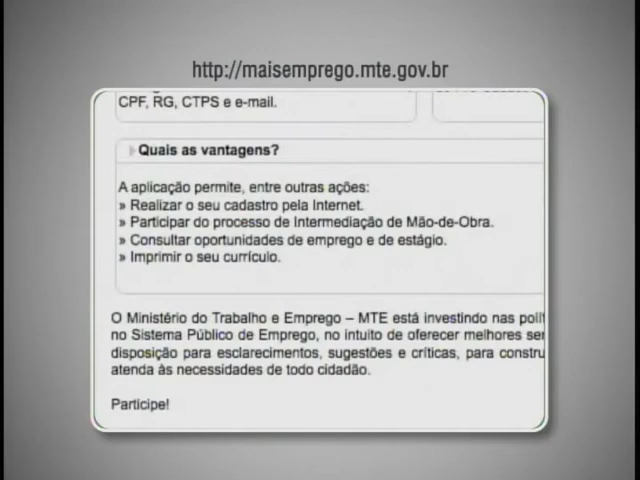 http://maisemprego.mte.gov.br
CPF, RG, CTPS e e-mail.
Quais as vantagens?
A aplicação permite, entre outras ações:
» Realizar o seu cadastro pela Internet.
» Participar do processo de Intermediação de Mão-de-Obra.
» Consultar oportunidades de emprego e de estágio.
» Imprimir o seu currículo.
O Ministério do Trabalho e Emprego – MTE está investindo nas
no Sistema Público de Emprego, no intuito de oferecer melhores
disposição para esclarecimentos, sugestões e críticas, para
atenda às necessidades de todo cidadão.
Participe!